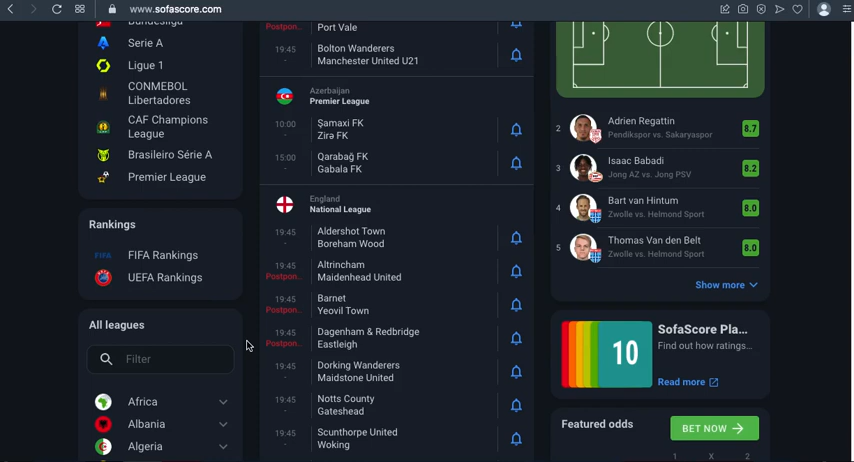 www.sofascore.com
Bundesliga
Serie A
Ligue 1
CONMEBOL
Libertadores
CAF Champions
League
Brasileiro Série A
Premier League
Rankings
FIFA
FIFA Rankings
UEFA Rankings
All leagues
Filter
Africa
Albania
Algeria
Postpon..
Port Vale
19:45
-
Bolton Wanderers
Manchester United U21
Azerbaijan
Premier League
10:00
-
Şamaxi FK
Zirə FK
15:00
-
Qarabağ FK
Gabala FK
England
National League
19:45
-
Aldershot Town
Boreham Wood
19:45
Postpon..
Altrincham
Maidenhead United
19:45
Postpon..
Barnet
Yeovil Town
19:45
Postpon..
Dagenham & Redbridge
Eastleigh
19:45
-
Dorking Wanderers
Maidstone United
19:45
-
Notts County
Gateshead
19:45
-
Scunthorpe United
Woking
2
Adrien Regattin
Pendikspor vs. Sakaryaspor
8.7
3
Isaac Babadi
Jong AZ vs. Jong PSV
8.2
4
Bart van Hintum
Zwolle vs. Helmond Sport
8.0
5
Thomas Van den Belt
Zwolle vs. Helmond Sport
8.0
Show more
10
SofaScore Pla...
Find out how ratings...
Read more
Featured odds
BET NOW
1 X 2